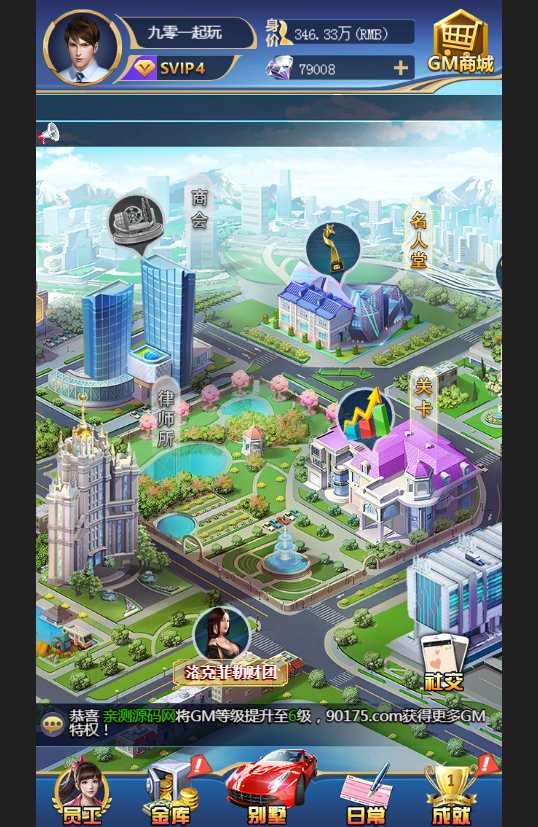 九零一起玩
身价 346.33万(RMB)
SVIP4
79008
GM商城
商会
名人堂
关卡
律师所
洛克菲勒财团
社交
恭喜 亲测源码网将GM等级提升至6级，90175.com获得更多GM
特权！
员工
金库
别墅
日常
1
成就